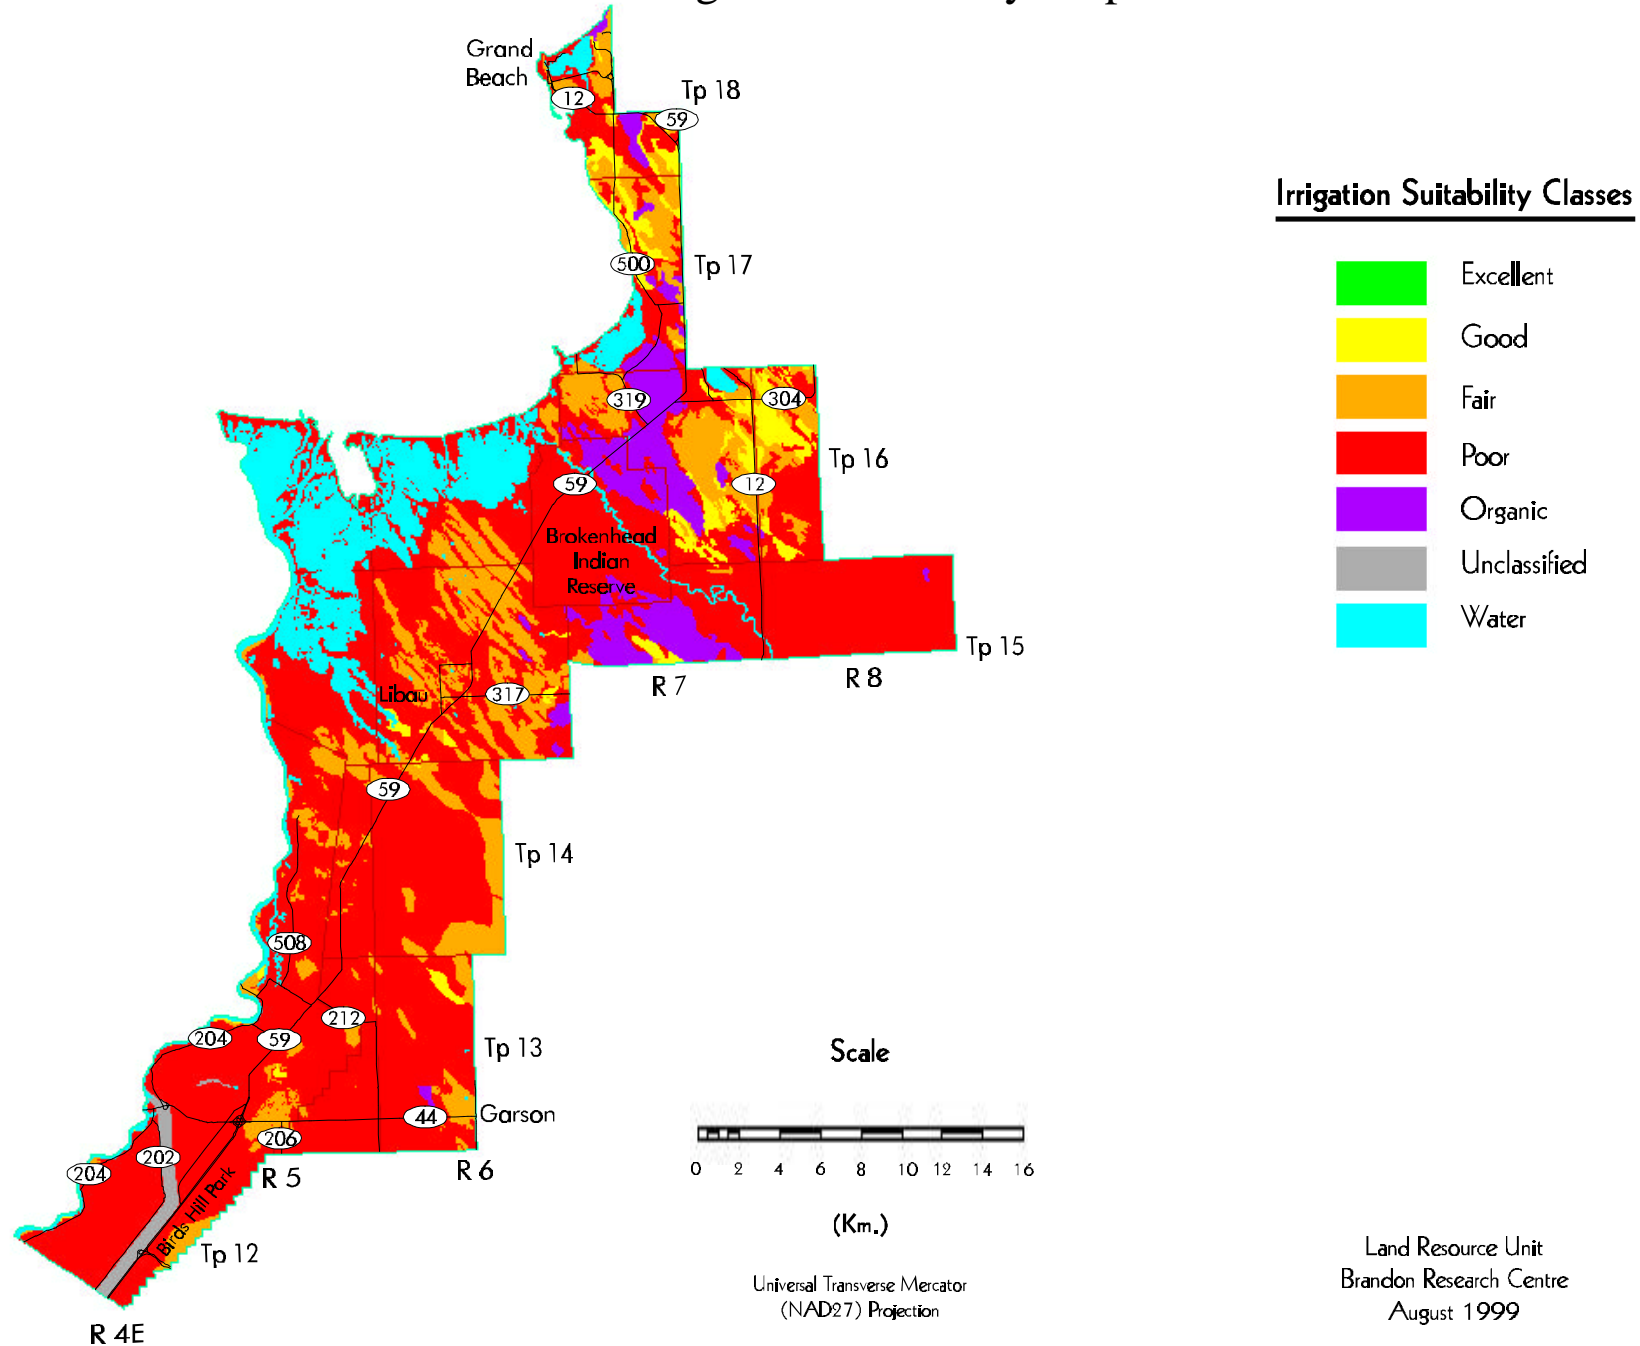 Grand
Beach
12
Tp 18
59
500
Tp 17
319
304
Tp 16
59
12
Brokenhead
Indian
Reserve
Tp 15
R 8
R 7
Libau
317
59
Tp 14
508
212
204
59
Tp 13
44
Garson
206
202
204
R 5
R 6
Birds Hill Park
Tp 12
R 4E
Irrigation Suitability Classes
Excellent
Good
Fair
Poor
Organic
Unclassified
Water
Scale
0 2 4 6 8 10 12 14 16
(Km.)
Universal Transverse Mercator
(NAD27) Projection
Land Resource Unit
Brandon Research Centre
August 1999